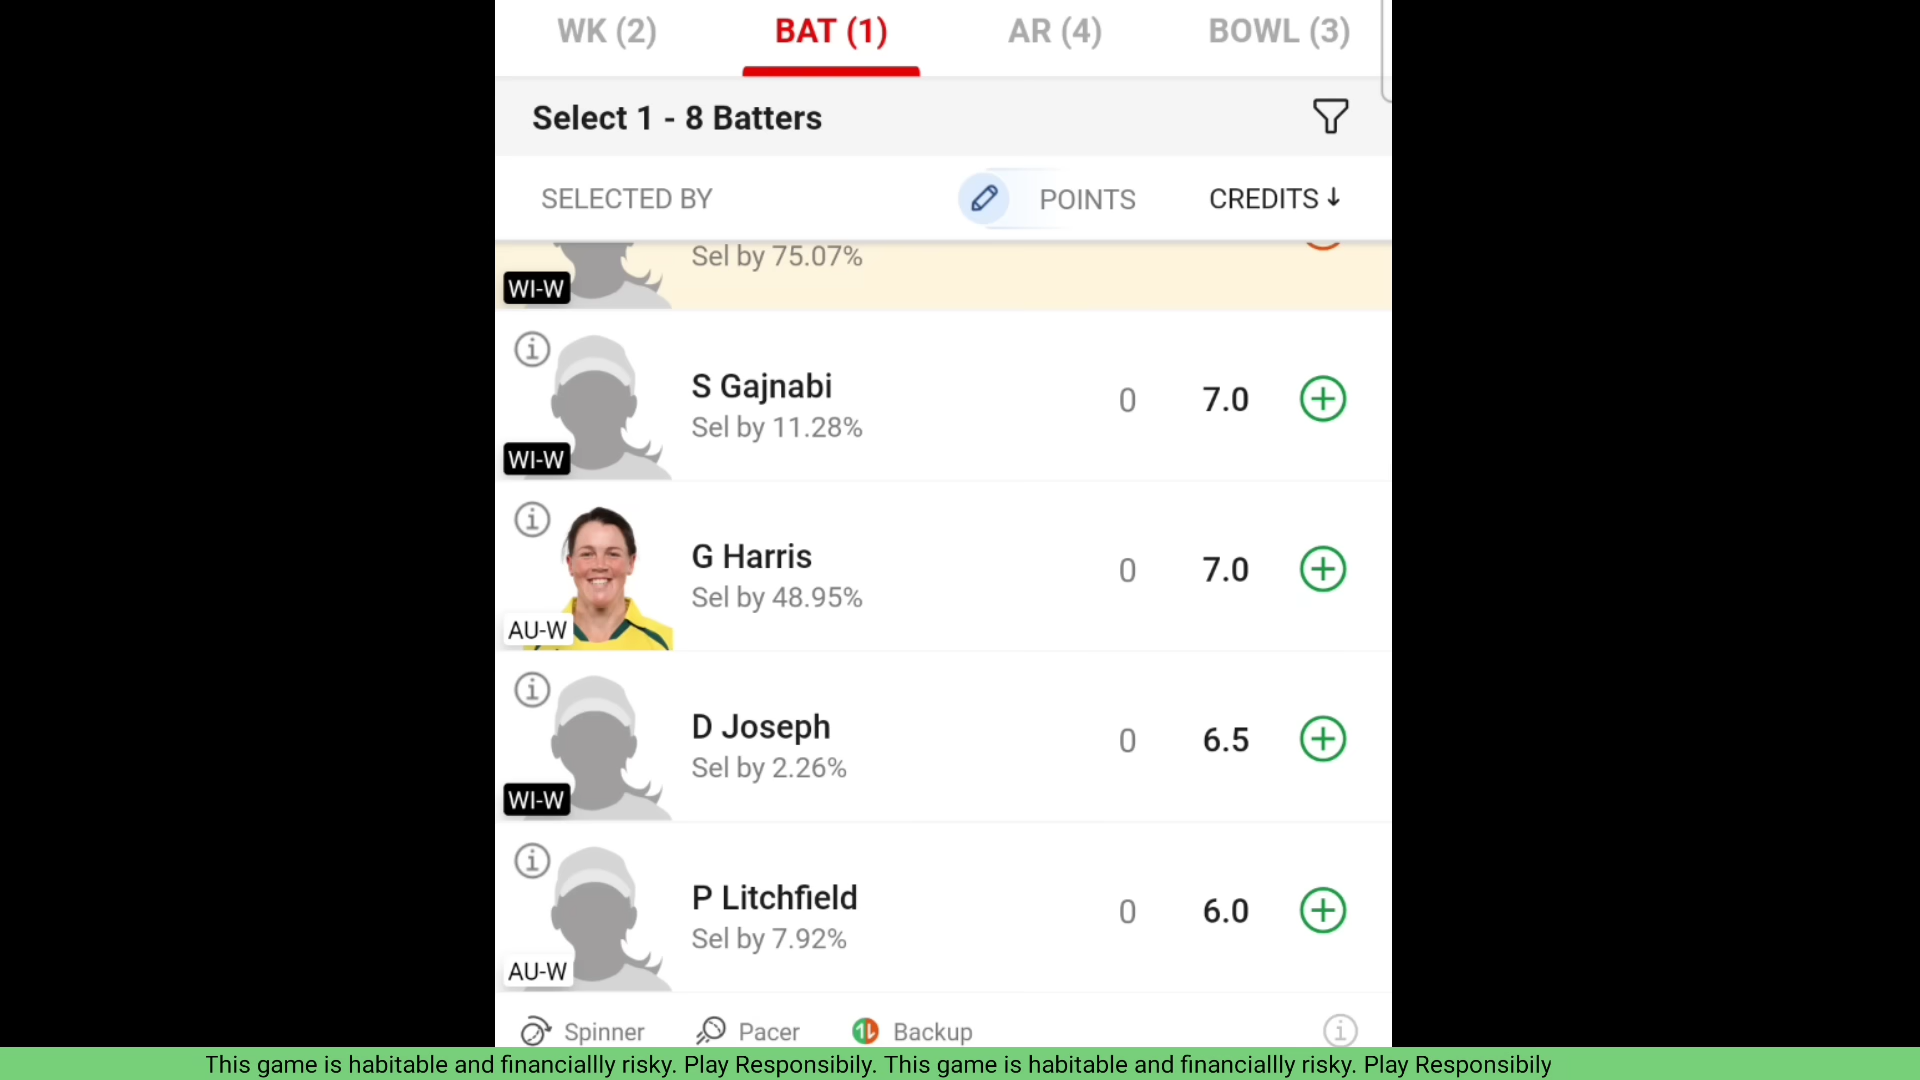 WK (2) BAT (1) AR (4) BOWL (3)
Select 1 - 8 Batters
SELECTED BY POINTS CREDITS ↓
Sel by 75.07%
WI-W
S Gajnabi
Sel by 11.28%
0 7.0
WI-W
G Harris
Sel by 48.95%
0 7.0
AU-W
D Joseph
Sel by 2.26%
0 6.5
WI-W
P Litchfield
Sel by 7.92%
0 6.0
AU-W
Spinner Pacer Backup
This game is habitable and financiallly risky. Play Responsibily. This game is habitable and financiallly risky. Play Responsibily